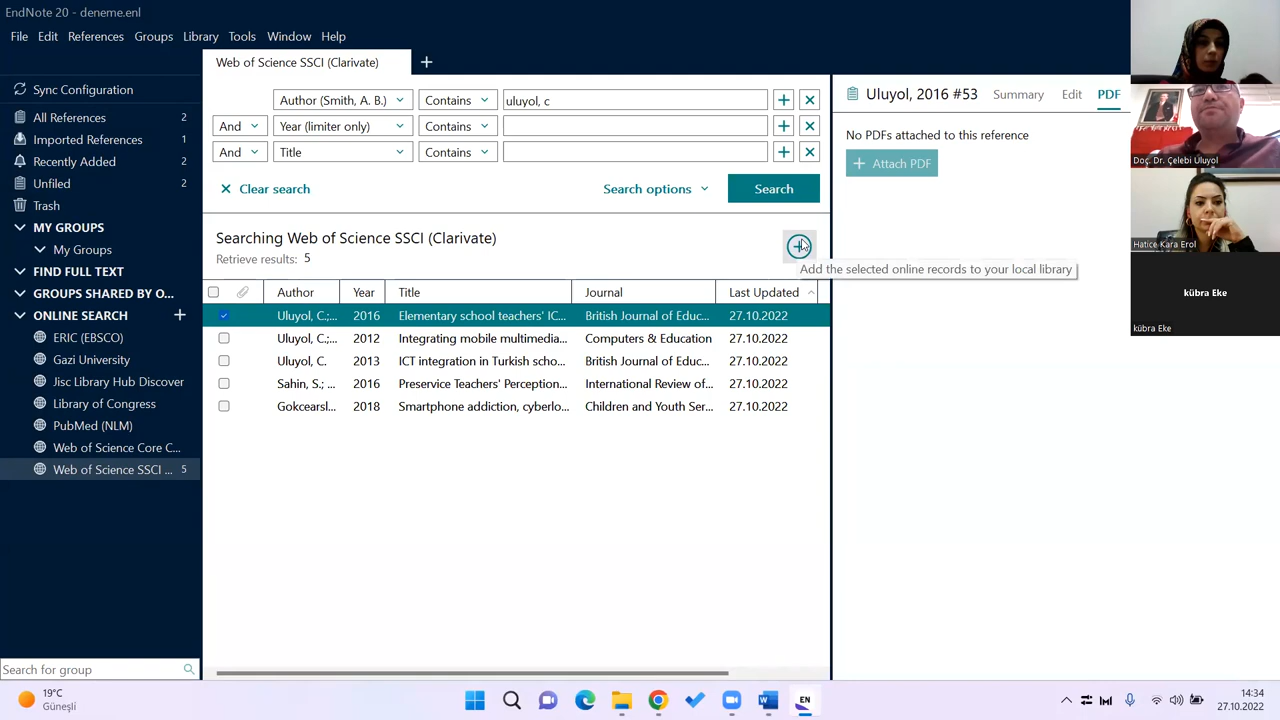 EndNote 20 - deneme.enl
File Edit References Groups Library Tools Window Help
Sync Configuration
All References 2
Imported References 1
Recently Added 2
Unfiled 2
Trash
MY GROUPS
My Groups
FIND FULL TEXT
GROUPS SHARED BY O...
ONLINE SEARCH
ERIC (EBSCO)
Gazi University
Jisc Library Hub Discover
Library of Congress
PubMed (NLM)
Web of Science Core C...
Web of Science SSCI ... 5
Search for group
Web of Science SSCI (Clarivate)
Author (Smith, A. B.) Contains uluyol, c
And Year (limiter only) Contains
And Title Contains
Clear search Search options Search
Searching Web of Science SSCI (Clarivate)
Retrieve results: 5
Add the selected online records to your local library
Author Year Title Journal Last Updated
Uluyol, C.;... 2016 Elementary school teachers' IC... British Journal of Educ... 27.10.2022
Uluyol, C.;... 2012 Integrating mobile multimedia... Computers & Education 27.10.2022
Uluyol, C. 2013 ICT integration in Turkish scho... British Journal of Educ... 27.10.2022
Sahin, S.; ... 2016 Preservice Teachers' Perception... International Review of... 27.10.2022
Gokcearsl... 2018 Smartphone addiction, cyberlo... Children and Youth Ser... 27.10.2022
Uluyol, 2016 #53 Summary Edit PDF
No PDFs attached to this reference
Attach PDF
Doç. Dr. Çelebi Uluyol
Hatice Kara Erol
kübra Eke
kübra Eke
19°C
Güneşli
EN
14:34
27.10.2022